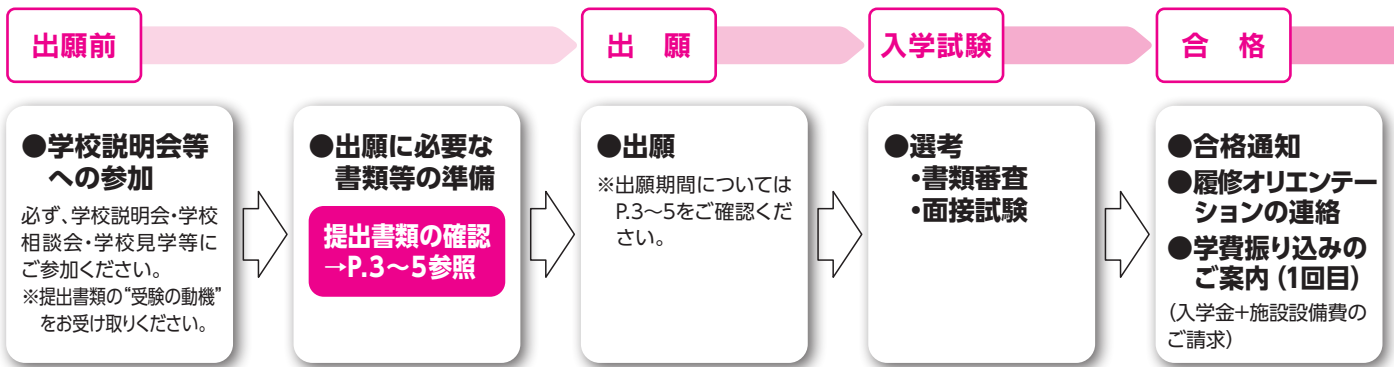 出願前
出　願
入学試験
合　格
●学校説明会等
への参加
必ず、学校説明会・学校
相談会・学校見学等に
ご参加ください。
※提出書類の“受験の動機”
をお受け取りください。
●出願に必要な
書類等の準備
提出書類の確認
→P.3～5参照
●出願
※出願期間については
P.3～5をご確認くだ
さい。
●選考
・書類審査
・面接試験
●合格通知
●履修オリエンテー
ションの連絡
●学費振り込みの
ご案内（1回目）
（入学金＋施設設備費の
ご請求）